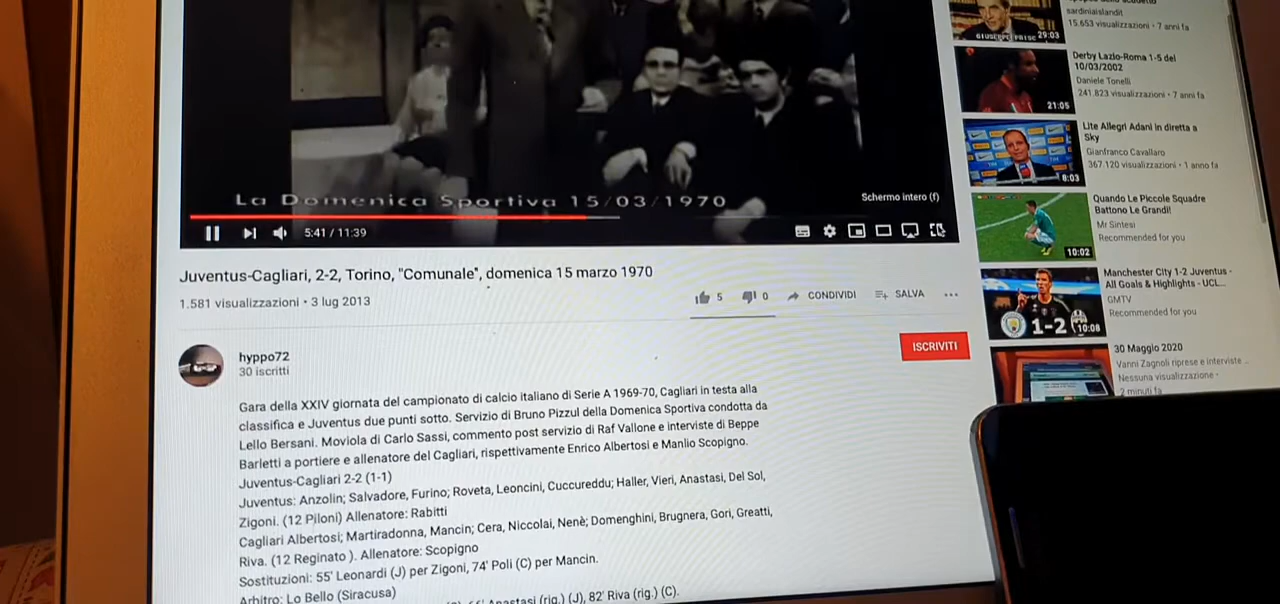 La Domenica Sportiva 15/03/1970
Schermo intero (f)
5:41 / 11:39
Juventus-Cagliari, 2-2, Torino, "Comunale", domenica 15 marzo 1970
1.581 visualizzazioni • 3 lug 2013
5
0
CONDIVIDI
SALVA
hyppo72
30 iscritti
ISCRIVITI
Gara della XXIV giornata del campionato di calcio italiano di Serie A 1969-70, Cagliari in testa alla
classifica e Juventus due punti sotto. Servizio di Bruno Pizzul della Domenica Sportiva condotta da
Lello Bersani. Moviola di Carlo Sassi, commento post servizio di Raf Vallone e interviste di Beppe
Barletti a portiere e allenatore del Cagliari, rispettivamente Enrico Albertosi e Manlio Scopigno.
Juventus-Cagliari 2-2 (1-1)
Juventus: Anzolin; Salvadore, Furino; Roveta, Leoncini, Cuccureddu; Haller, Vieri, Anastasi, Del Sol,
Zigoni. (12 Piloni) Allenatore: Rabitti
Cagliari Albertosi; Martiradonna, Mancin; Cera, Niccolai, Nenè; Domenghini, Brugnera, Gori, Greatti,
Riva. (12 Reginato ). Allenatore: Scopigno
Sostituzioni: 55' Leonardi (J) per Zigoni, 74' Poli (C) per Mancin.
Arbitro: Lo Bello (Siracusa)
Anastasi (rig.) (J), 82' Riva (rig.) (C).
sardiniaislandit
15.653 visualizzazioni • 7 anni fa
29:03
Derby Lazio-Roma 1-5 del
10/03/2002
Daniele Tonelli
241.823 visualizzazioni • 7 anni fa
21:05
Lite Allegri Adani in diretta a
Sky
Gianfranco Cavallaro
367.120 visualizzazioni • 1 anno fa
8:03
Quando Le Piccole Squadre
Battono Le Grandi!
Mr Sintesi
Recommended for you
10:02
Manchester City 1-2 Juventus -
All Goals & Highlights - UCL...
GMTV
Recommended for you
1-2
10:08
30 Maggio 2020
Vanni Zagnoli riprese e interviste ...
Nessuna visualizzazione •
2 minuti fa